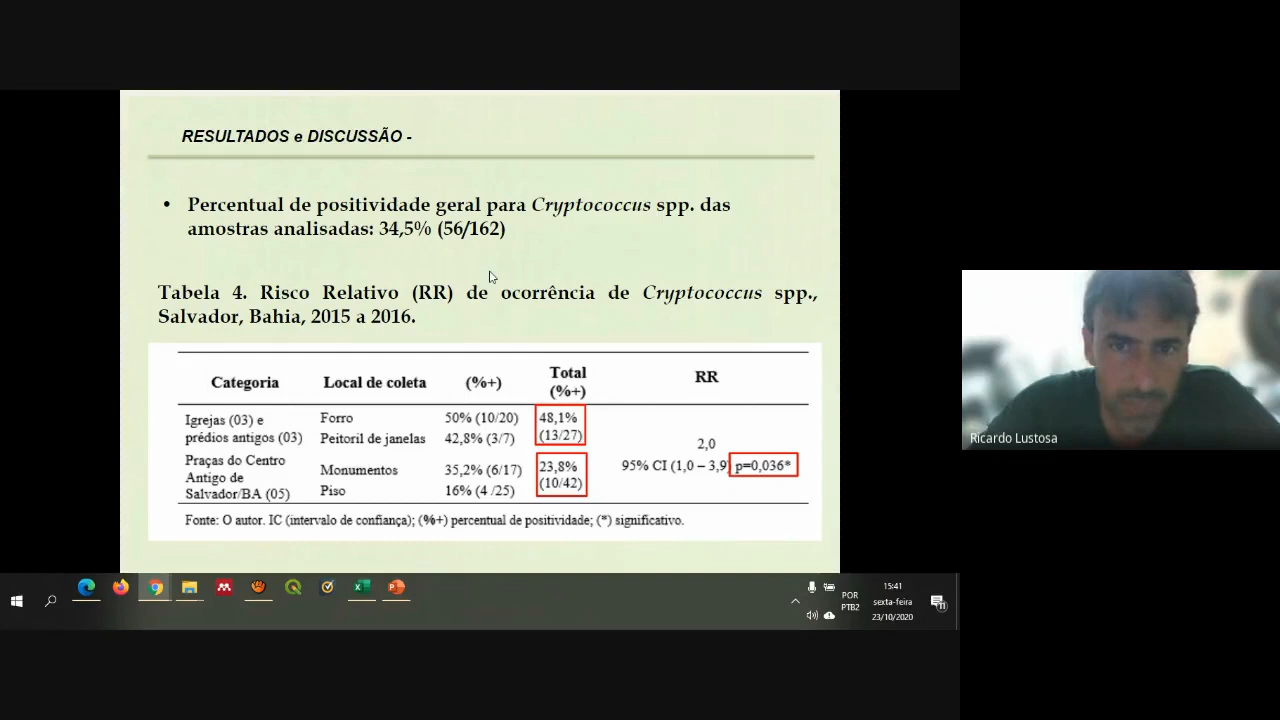 RESULTADOS e DISCUSSÃO -
• Percentual de positividade geral para Cryptococcus spp. das
amostras analisadas: 34,5% (56/162)
Tabela 4. Risco Relativo (RR) de ocorrência de Cryptococcus spp.,
Salvador, Bahia, 2015 a 2016.
Categoria Local de coleta (%+) Total (%+) RR
Igrejas (03) e
prédios antigos (03)
Forro 50% (10/20)
Peitoril de janelas 42,8% (3/7)
48,1%
(13/27)
Praças do Centro
Antigo de
Salvador/BA (05)
Monumentos 35,2% (6/17)
Piso 16% (4 /25)
23,8%
(10/42)
2,0
95% CI (1,0 – 3,9) p=0,036*
Fonte: O autor. IC (intervalo de confiança); (%+) percentual de positividade; (*) significativo.
Ricardo Lustosa
POR
PTB2
15:41
sexta-feira
23/10/2020